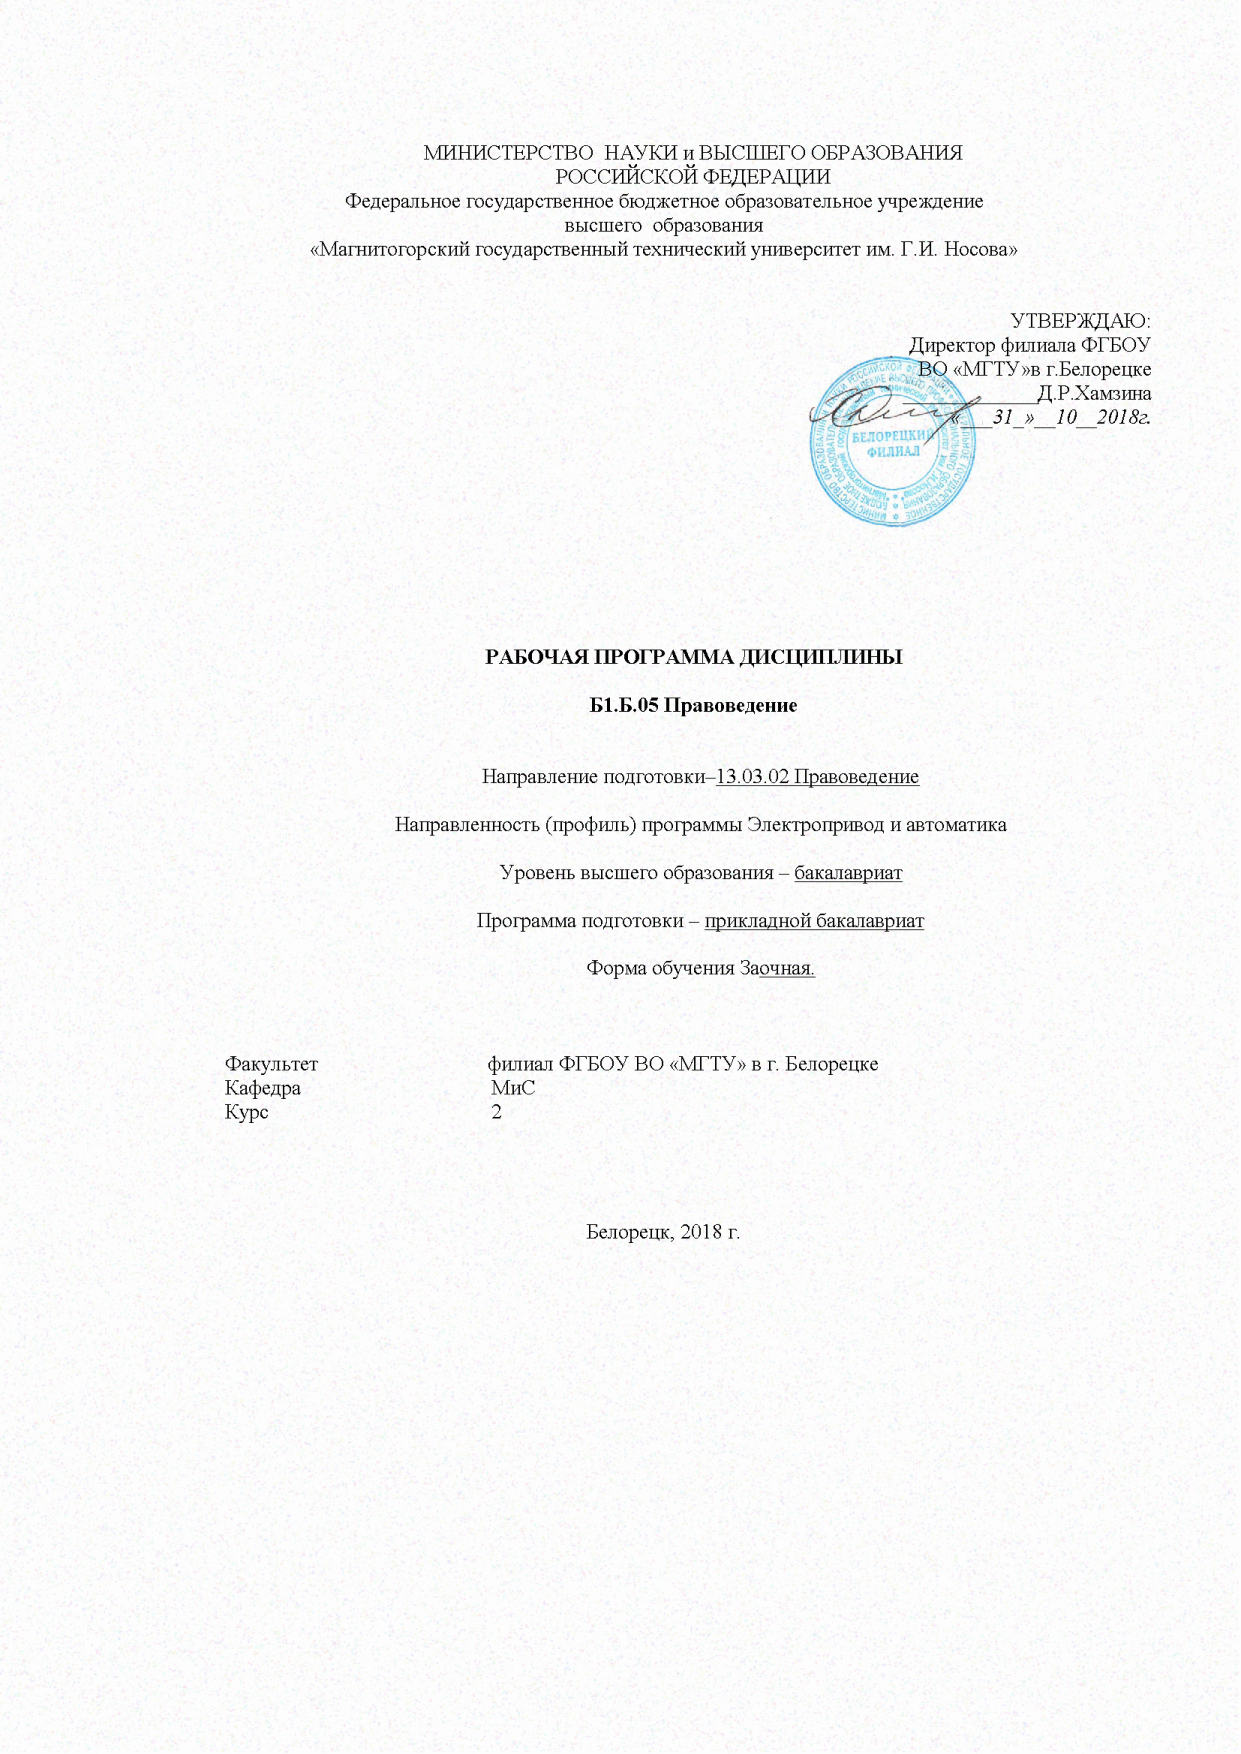 МИНИСТЕРСТВО НАУКИ и ВЫСШЕГО ОБРАЗОВАНИЯ
РОССИЙСКОЙ ФЕДЕРАЦИИ
Федеральное государственное бюджетное образовательное учреждение
высшего образования
«Магнитогорский государственный технический университет им. Г.И. Носова»
УТВЕРЖДАЮ:
Директор филиала ФГБОУ
ВО «МГТУ»в г.Белорецке
_____________Д.Р.Хамзина
«___31_»__10__2018г.
БЕЛОРЕЦКИЙ
ФИЛИАЛ
РАБОЧАЯ ПРОГРАММА ДИСЦИПЛИНЫ
Б1.Б.05 Правоведение
Направление подготовки–13.03.02 Правоведение
Направленность (профиль) программы Электропривод и автоматика
Уровень высшего образования – бакалавриат
Программа подготовки – прикладной бакалавриат
Форма обучения Заочная.
Факультет филиал ФГБОУ ВО «МГТУ» в г. Белорецке
Кафедра МиС
Курс 2
Белорецк, 2018 г.